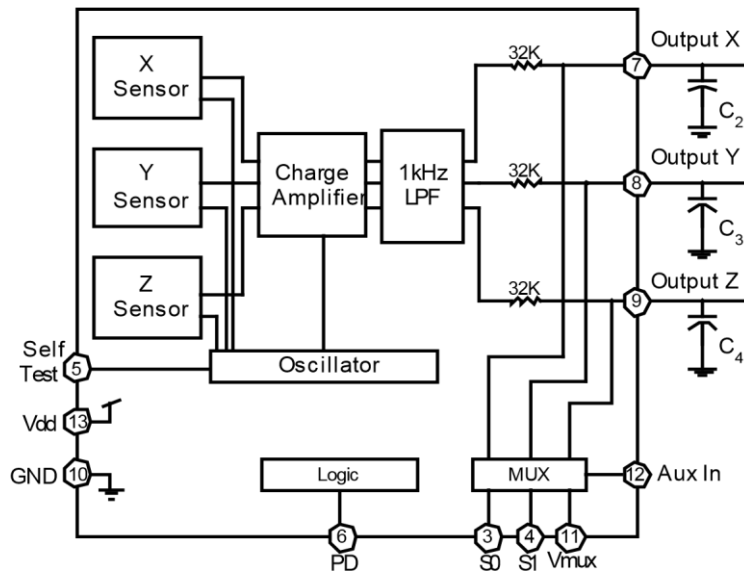 X
Sensor
Y
Sensor
Z
Sensor
Charge
Amplifier
1kHz
LPF
32K
32K
32K
7
Output X
C2
8
Output Y
C3
9
Output Z
C4
Self
Test
5
Oscillator
Vdd
13
GND
10
Logic
MUX
12
Aux In
6
PD
3
S0
4
S1
11
Vmux